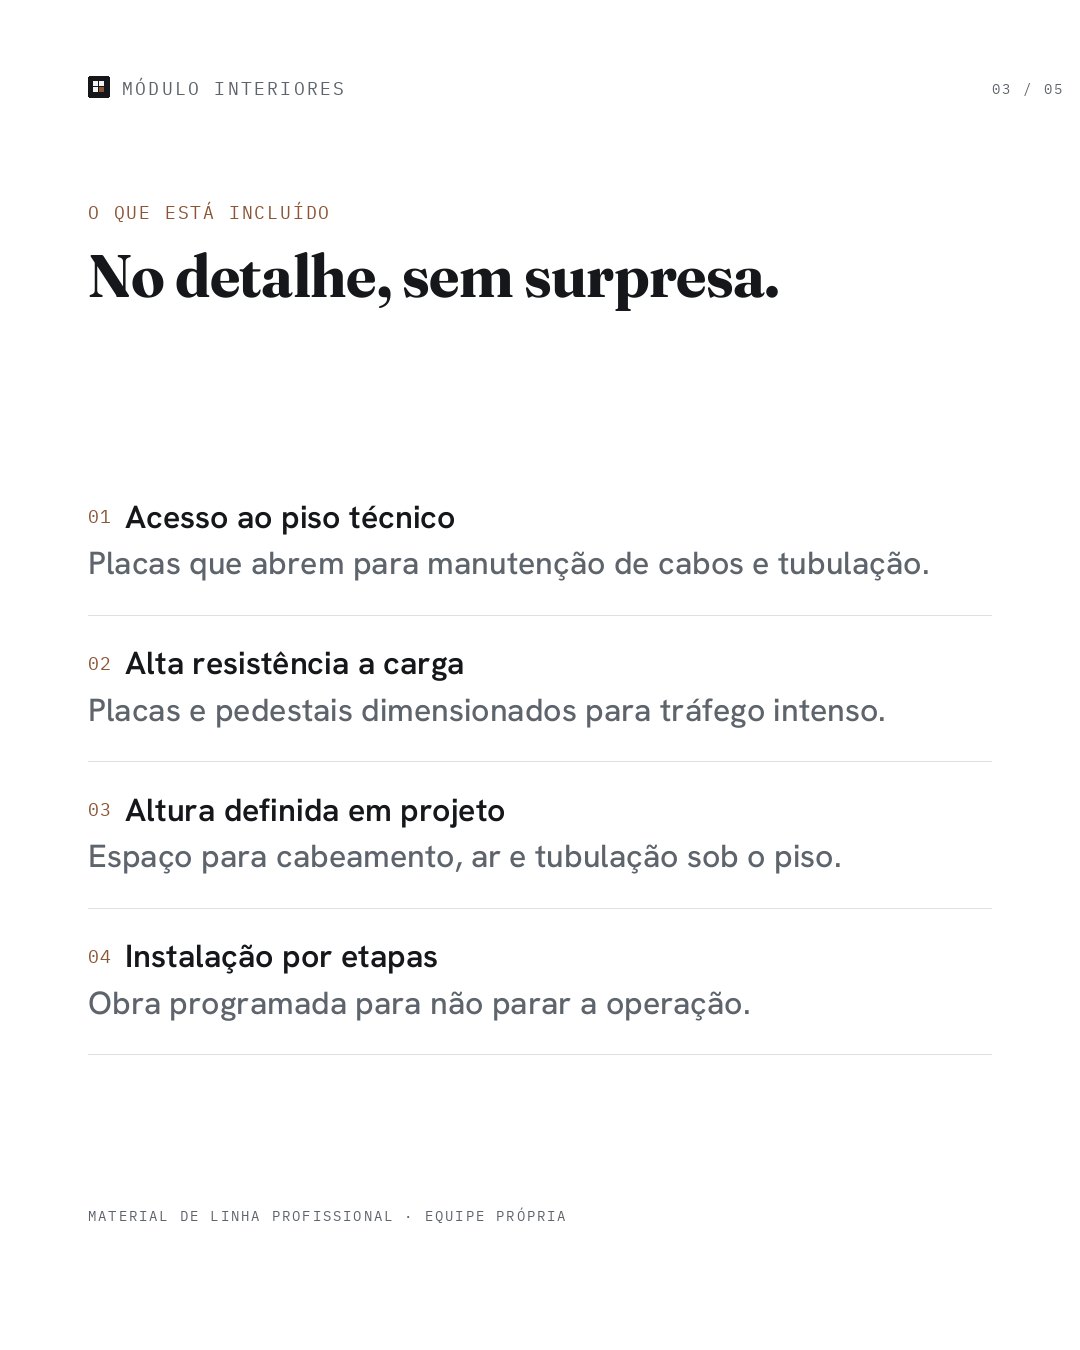 MÓDULO INTERIORES
03 / 05
O QUE ESTÁ INCLUÍDO
No detalhe, sem surpresa.
01 Acesso ao piso técnico
Placas que abrem para manutenção de cabos e tubulação.
02 Alta resistência a carga
Placas e pedestais dimensionados para tráfego intenso.
03 Altura definida em projeto
Espaço para cabeamento, ar e tubulação sob o piso.
04 Instalação por etapas
Obra programada para não parar a operação.
MATERIAL DE LINHA PROFISSIONAL · EQUIPE PRÓPRIA